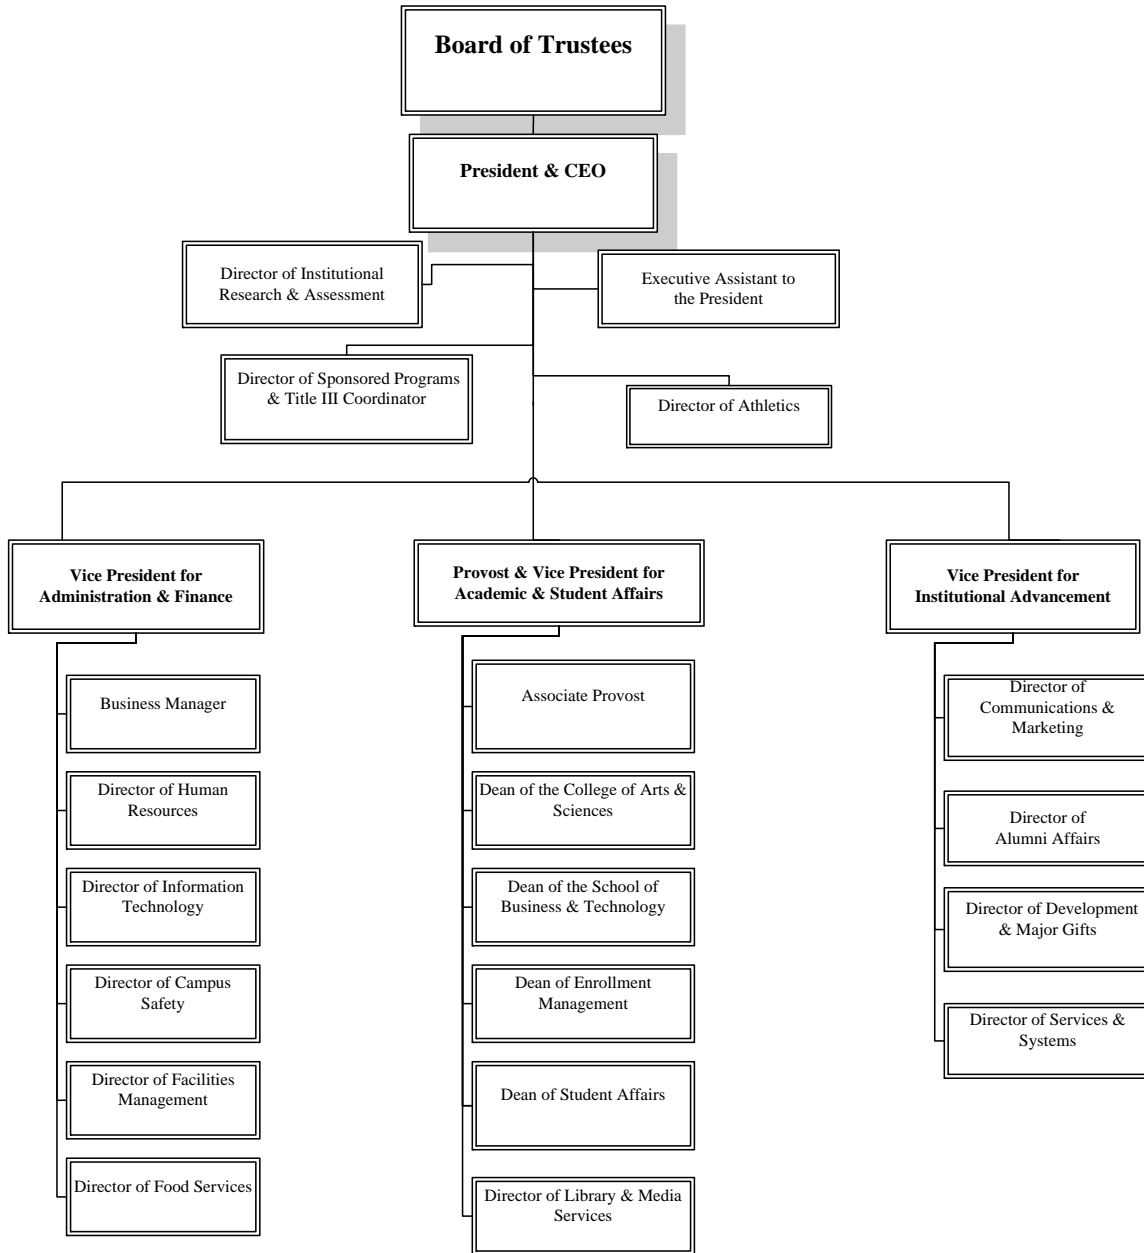 Board of Trustees
President & CEO
Director of Institutional
Research & Assessment
Executive Assistant to
the President
Director of Sponsored Programs
& Title III Coordinator
Director of Athletics
Vice President for
Administration & Finance
Provost & Vice President for
Academic & Student Affairs
Vice President for
Institutional Advancement
Business Manager
Director of Human
Resources
Director of Information
Technology
Director of Campus
Safety
Director of Facilities
Management
Director of Food Services
Associate Provost
Dean of the College of Arts &
Sciences
Dean of the School of
Business & Technology
Dean of Enrollment
Management
Dean of Student Affairs
Director of Library & Media
Services
Director of
Communications &
Marketing
Director of
Alumni Affairs
Director of Development
& Major Gifts
Director of Services &
Systems